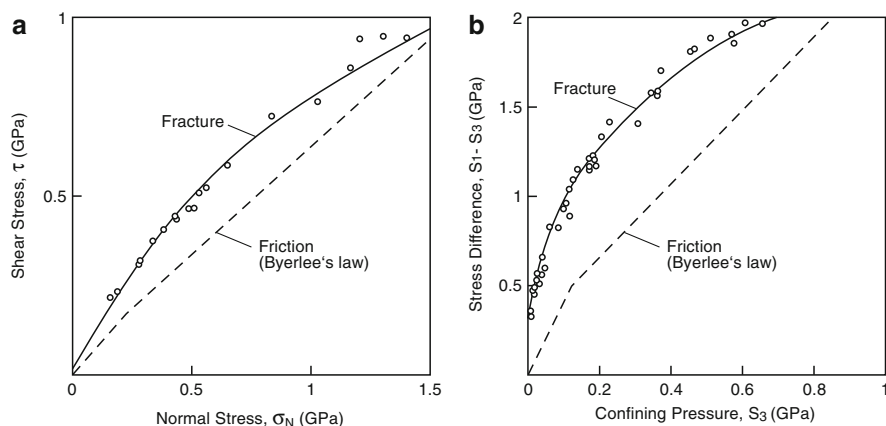 a
1
0.5
0
0
0.5
1
1.5
Shear Stress, τ (GPa)
Normal Stress, σN (GPa)
Fracture
Friction
(Byerlee‘s law)
b
2
1.5
1
0.5
0
0
0.2
0.4
0.6
0.8
1
Stress Difference, S1- S3 (GPa)
Confining Pressure, S3 (GPa)
Fracture
Friction
(Byerlee‘s law)